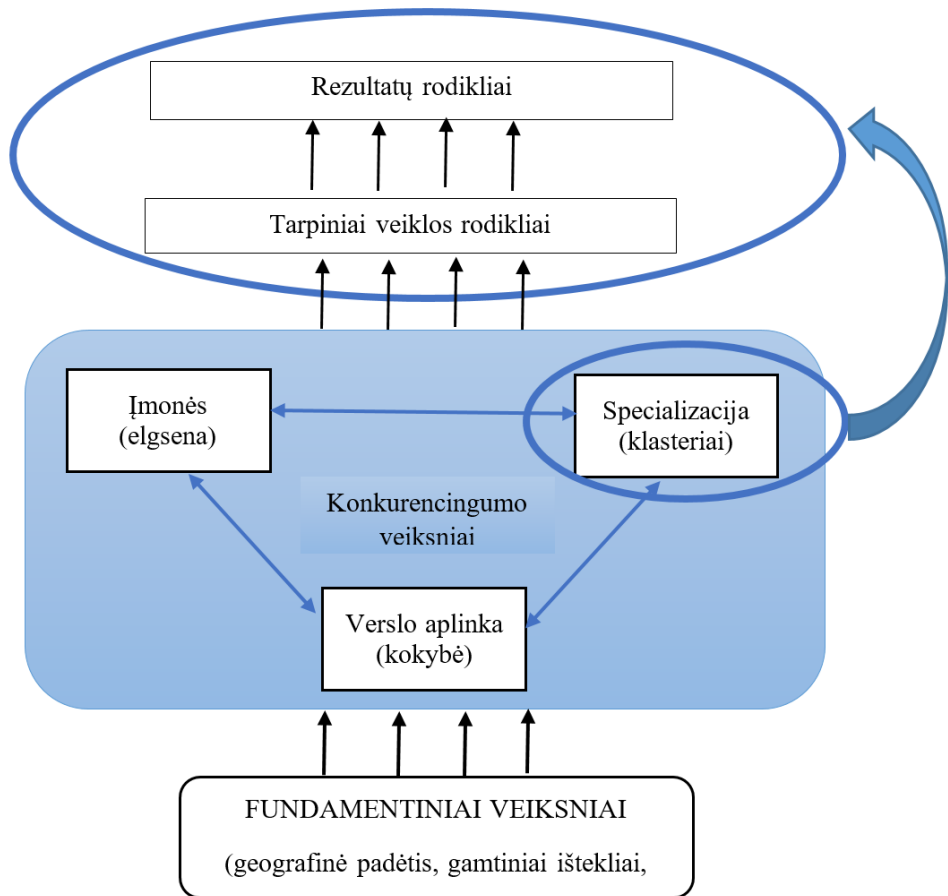 Rezultatų rodikliai
Tarpiniai veiklos rodikliai
Įmonės
(elgsena)
Specializacija
(klasteriai)
Konkurencingumo
veiksniai
Verslo aplinka
(kokybė)
FUNDAMENTINIAI VEIKSNIAI
(geografinė padėtis, gamtiniai ištekliai,